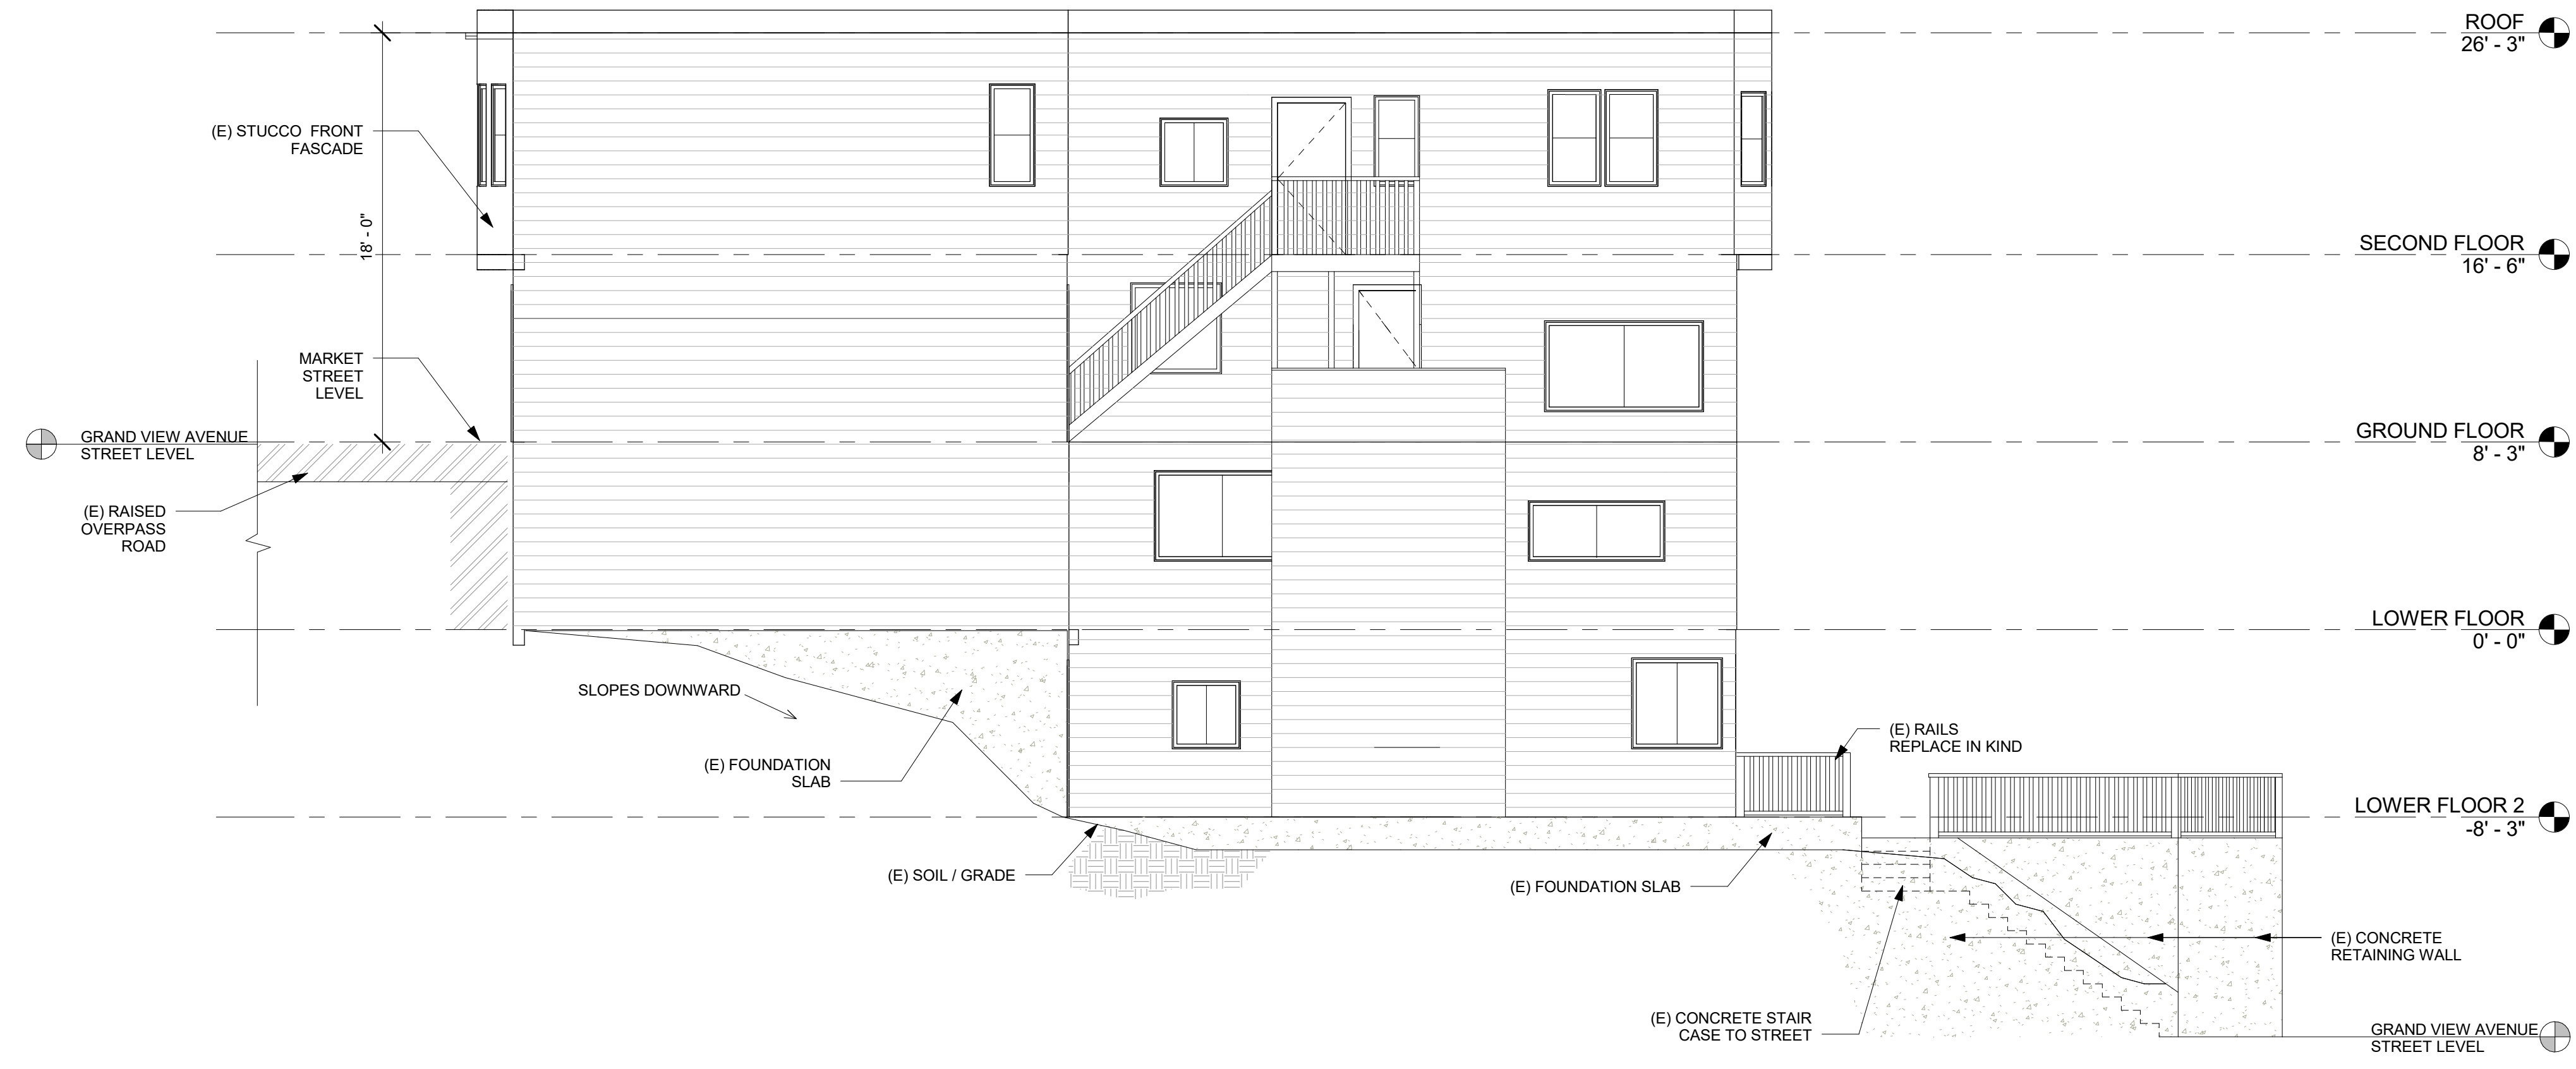 ROOF
26' - 3"
(E) STUCCO FRONT
FASCADE
18' - 0"
SECOND FLOOR
16' - 6"
MARKET
STREET
LEVEL
GRAND VIEW AVENUE
STREET LEVEL
GROUND FLOOR
8' - 3"
(E) RAISED
OVERPASS
ROAD
LOWER FLOOR
0' - 0"
SLOPES DOWNWARD
(E) FOUNDATION
SLAB
(E) RAILS
REPLACE IN KIND
LOWER FLOOR 2
-8' - 3"
(E) SOIL / GRADE
(E) FOUNDATION SLAB
(E) CONCRETE
RETAINING WALL
(E) CONCRETE STAIR
CASE TO STREET
GRAND VIEW AVENUE
STREET LEVEL